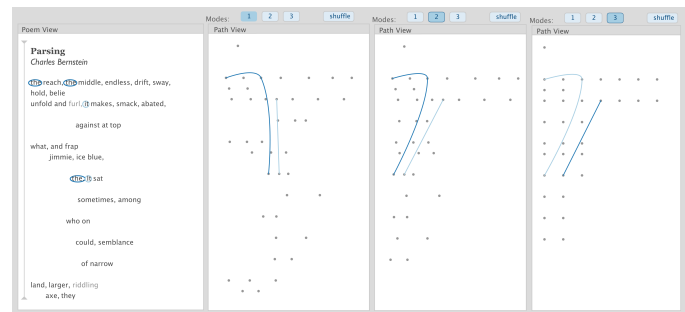 Modes: 1 2 3 shuffle
Modes: 1 2 3 shuffle
Modes: 1 2 3 shuffle
Poem View
Path View
Path View
Path View
Parsing
Charles Bernstein
the reach, the middle, endless, drift, sway,
hold, belie
unfold and furl, it makes, smack, abated,
against at top
what, and frap
jimmie, ice blue,
the it sat
sometimes, among
who on
could, semblance
of narrow
land, larger, riddling
axe, they